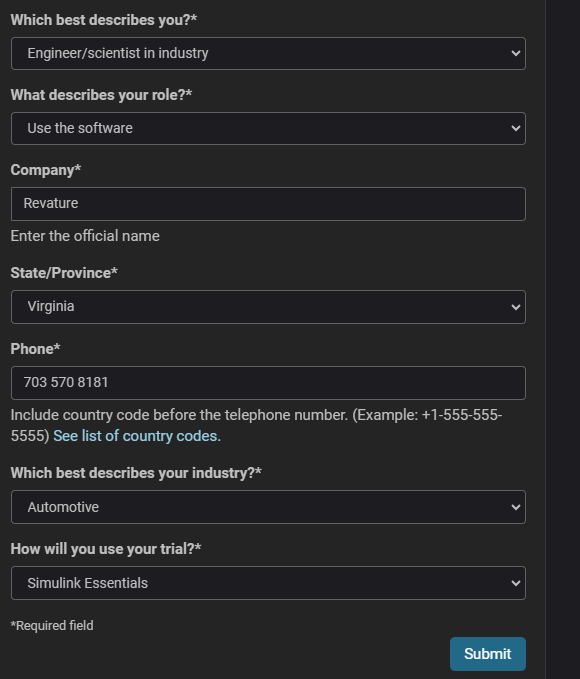 Which best describes you?*
Engineer/scientist in industry
What describes your role?*
Use the software
Company*
Revature
Enter the official name
State/Province*
Virginia
Phone*
703 570 8181
Include country code before the telephone number. (Example: +1-555-555-
5555) See list of country codes.
Which best describes your industry?*
Automotive
How will you use your trial?*
Simulink Essentials
*Required field
Submit